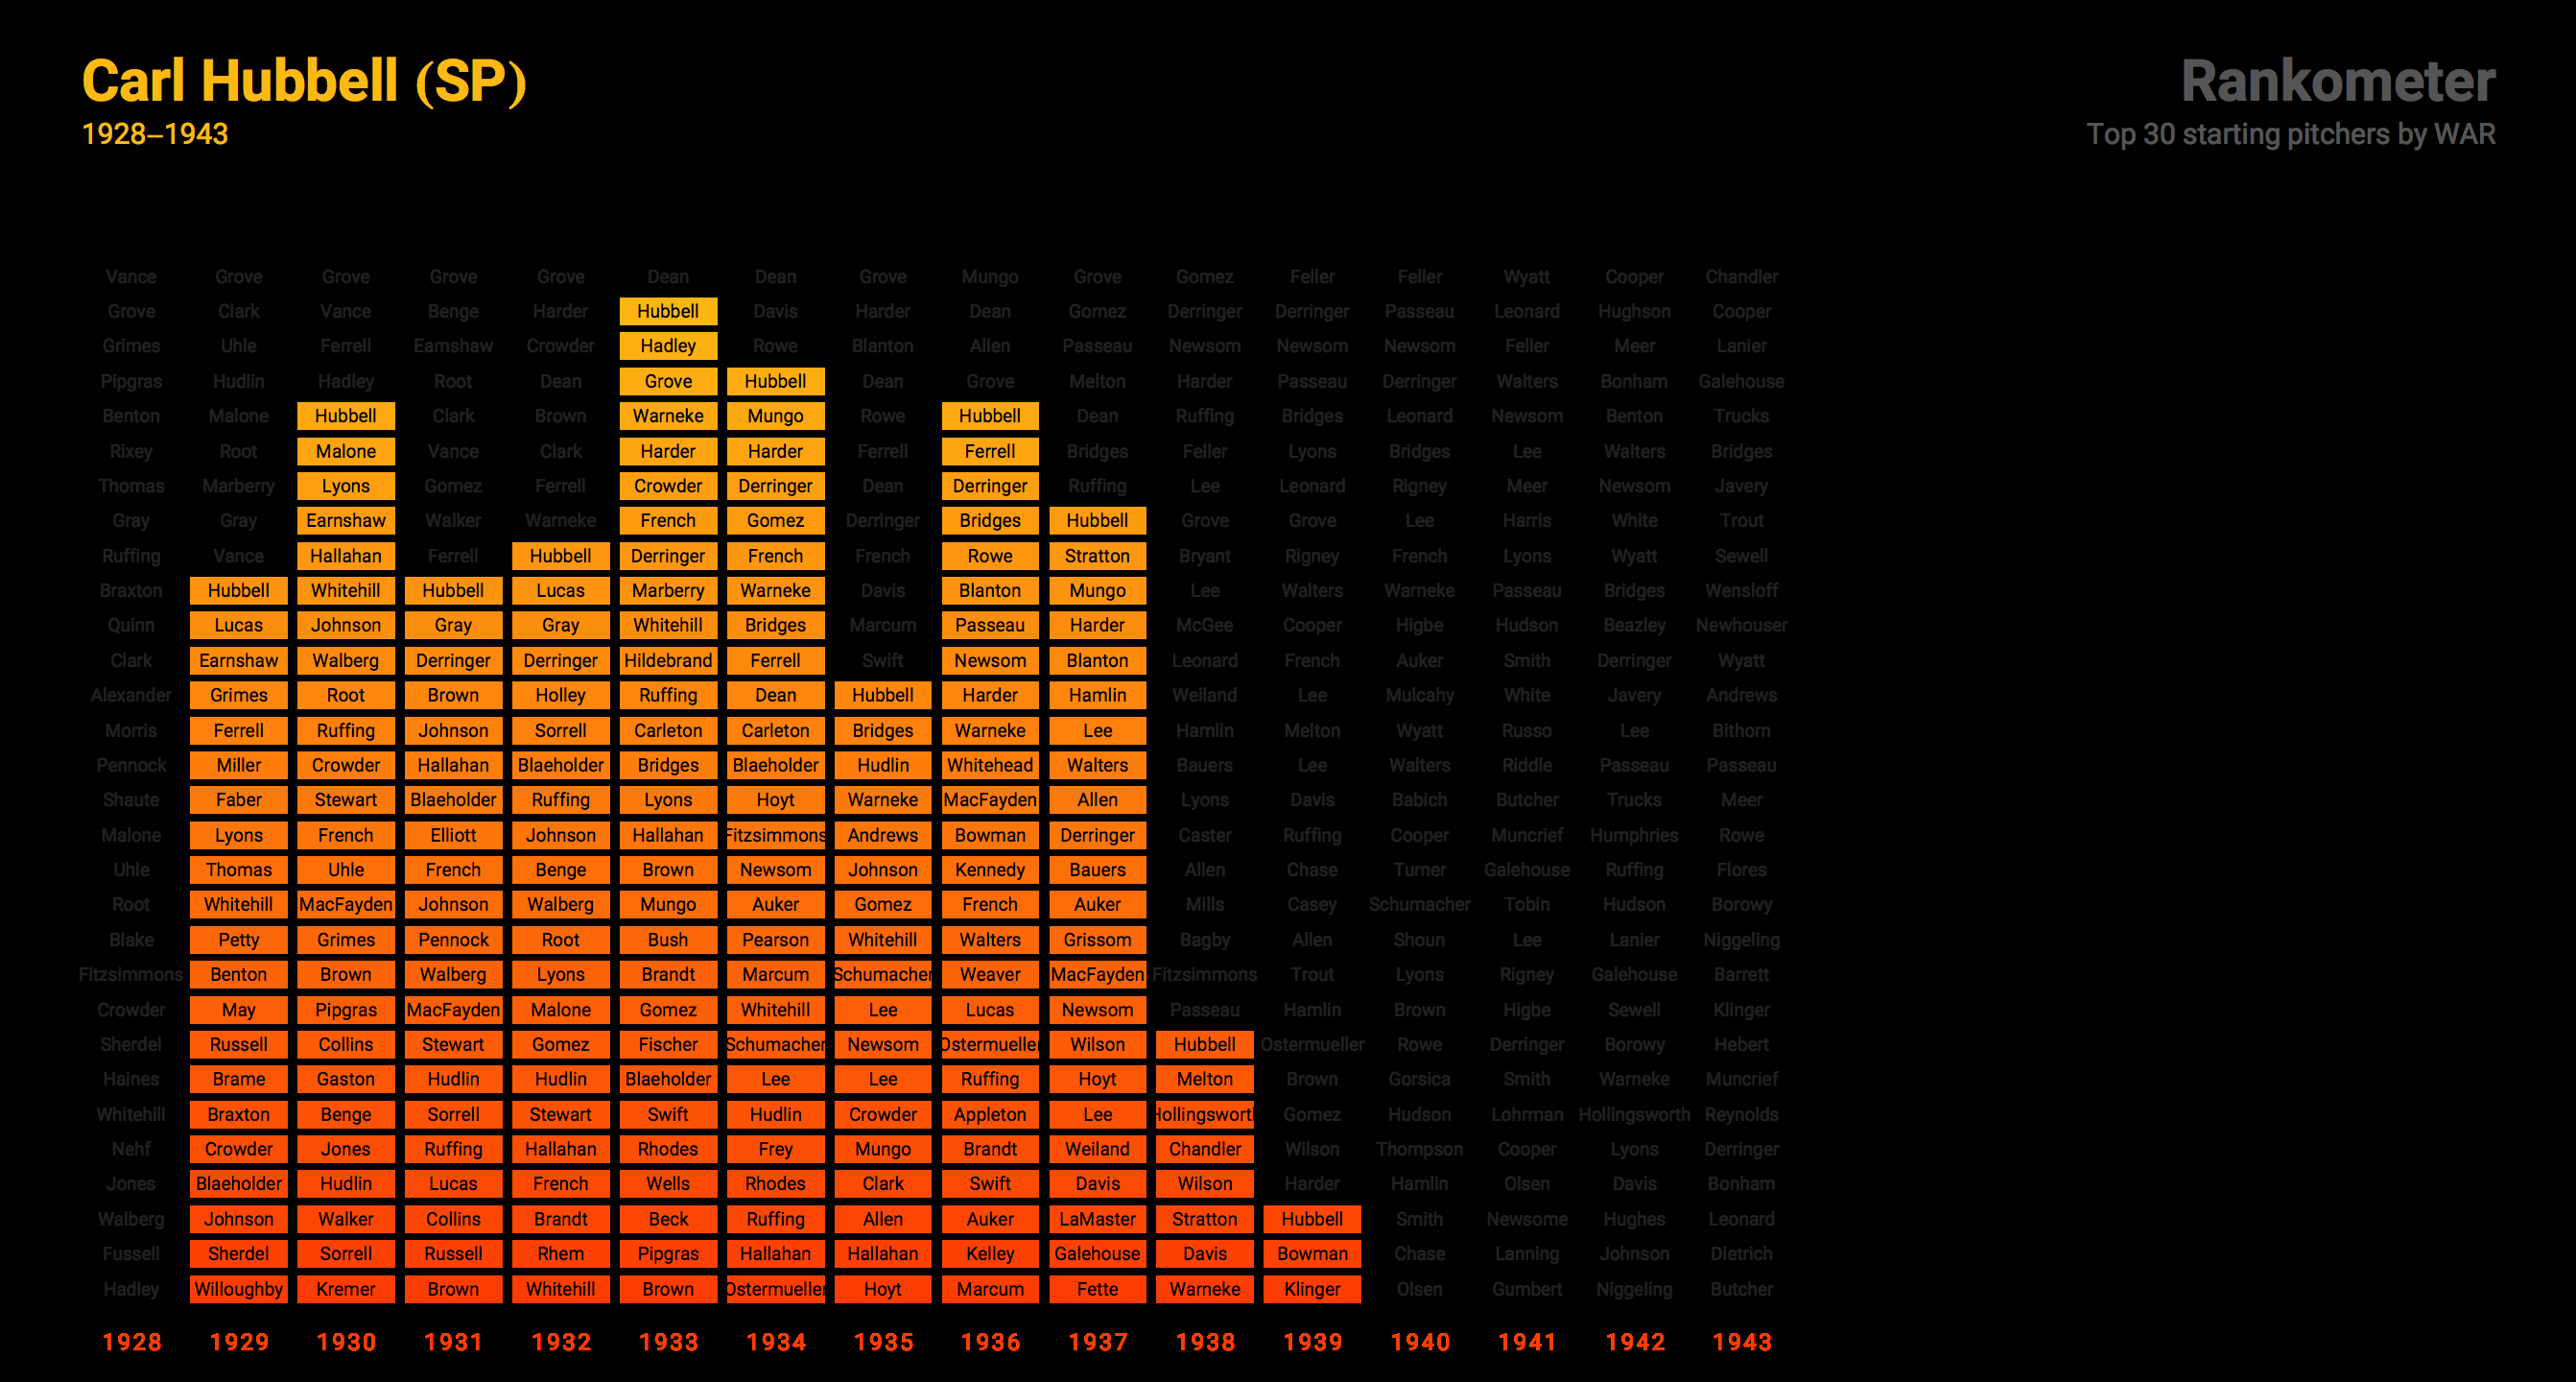 Carl Hubbell (SP)
1928–1943
Rankometer
Top 30 starting pitchers by WAR
Vance Grove Grove Grove Grove Dean Dean Grove Mungo Grove Gomez Feller Feller Wyatt Cooper Chandler
Grove Clark Vance Benge Harder Hubbell Davis Harder Dean Gomez Derringer Derringer Passeau Leonard Hughson Cooper
Grimes Uhle Ferrell Earnshaw Crowder Hadley Rowe Blanton Allen Passeau Newsom Newsom Newsom Feller Meer Lanier
Pipgras Hudlin Hadley Root Dean Grove Hubbell Dean Grove Melton Harder Passeau Derringer Walters Bonham Galehouse
Benton Malone Hubbell Clark Brown Warneke Mungo Rowe Hubbell Dean Ruffing Bridges Leonard Newsom Benton Trucks
Rixey Root Malone Vance Clark Harder Harder Ferrell Ferrell Bridges Feller Lyons Bridges Lee Walters Bridges
Thomas Marberry Lyons Gomez Ferrell Crowder Derringer Dean Derringer Ruffing Lee Leonard Rigney Meer Newsom Javery
Gray Gray Earnshaw Walker Warneke French Gomez Derringer Bridges Hubbell Grove Grove Lee Harris White Trout
Ruffing Vance Hallahan Ferrell Hubbell Derringer French French Rowe Stratton Bryant Rigney French Lyons Wyatt Sewell
Braxton Hubbell Whitehill Hubbell Lucas Marberry Warneke Davis Blanton Mungo Lee Walters Warneke Passeau Bridges Wensloff
Quinn Lucas Johnson Gray Gray Whitehill Bridges Marcum Passeau Harder McGee Cooper Higbe Hudson Beazley Newhouser
Clark Earnshaw Walberg Derringer Derringer Hildebrand Ferrell Swift Newsom Blanton Leonard French Auker Smith Derringer Wyatt
Alexander Grimes Root Brown Holley Ruffing Dean Hubbell Harder Hamlin Weiland Lee Mulcahy White Javery Andrews
Morris Ferrell Ruffing Johnson Sorrell Carleton Carleton Bridges Warneke Lee Hamlin Melton Wyatt Russo Lee Bithorn
Pennock Miller Crowder Hallahan Blaeholder Bridges Blaeholder Hudlin Whitehead Walters Bauers Lee Walters Riddle Passeau Passeau
Shaute Faber Stewart Blaeholder Ruffing Lyons Hoyt Warneke MacFayden Allen Lyons Davis Babich Butcher Trucks Meer
Malone Lyons French Elliott Johnson Hallahan Fitzsimmons Andrews Bowman Derringer Caster Ruffing Cooper Muncrief Humphries Rowe
Uhle Thomas Uhle French Benge Brown Newsom Johnson Kennedy Bauers Allen Chase Turner Galehouse Ruffing Flores
Root Whitehill MacFayden Johnson Walberg Mungo Auker Gomez French Auker Mills Casey Schumacher Tobin Hudson Borowy
Blake Petty Grimes Pennock Root Bush Pearson Whitehill Walters Grissom Bagby Allen Shoun Lee Lanier Niggeling
Fitzsimmons Benton Brown Walberg Lyons Brandt Marcum Schumacher Weaver MacFayden Fitzsimmons Trout Lyons Rigney Galehouse Barrett
Crowder May Pipgras MacFayden Malone Gomez Whitehill Lee Lucas Newsom Passeau Hamlin Brown Higbe Sewell Klinger
Sherdel Russell Collins Stewart Gomez Fischer Schumacher Newsom Ostermueller Wilson Hubbell Ostermueller Rowe Derringer Borowy Hebert
Haines Brame Gaston Hudlin Hudlin Blaeholder Lee Lee Ruffing Hoyt Melton Brown Gorsica Smith Warneke Muncrief
Whitehill Braxton Benge Sorrell Stewart Swift Hudlin Crowder Appleton Lee Hollingsworth Gomez Hudson Lohrman Hollingsworth Reynolds
Nehf Crowder Jones Ruffing Hallahan Rhodes Frey Mungo Brandt Weiland Chandler Wilson Thompson Cooper Lyons Derringer
Jones Blaeholder Hudlin Lucas French Wells Rhodes Clark Swift Davis Wilson Harder Hamlin Olsen Davis Bonham
Walberg Johnson Walker Collins Brandt Beck Ruffing Allen Auker LaMaster Stratton Hubbell Smith Newsome Hughes Leonard
Fussell Sherdel Sorrell Russell Rhem Pipgras Hallahan Hallahan Kelley Galehouse Davis Bowman Chase Lanning Johnson Dietrich
Hadley Willoughby Kremer Brown Whitehill Brown Ostermueller Hoyt Marcum Fette Warneke Klinger Olsen Gumbert Niggeling Butcher
1928 1929 1930 1931 1932 1933 1934 1935 1936 1937 1938 1939 1940 1941 1942 1943